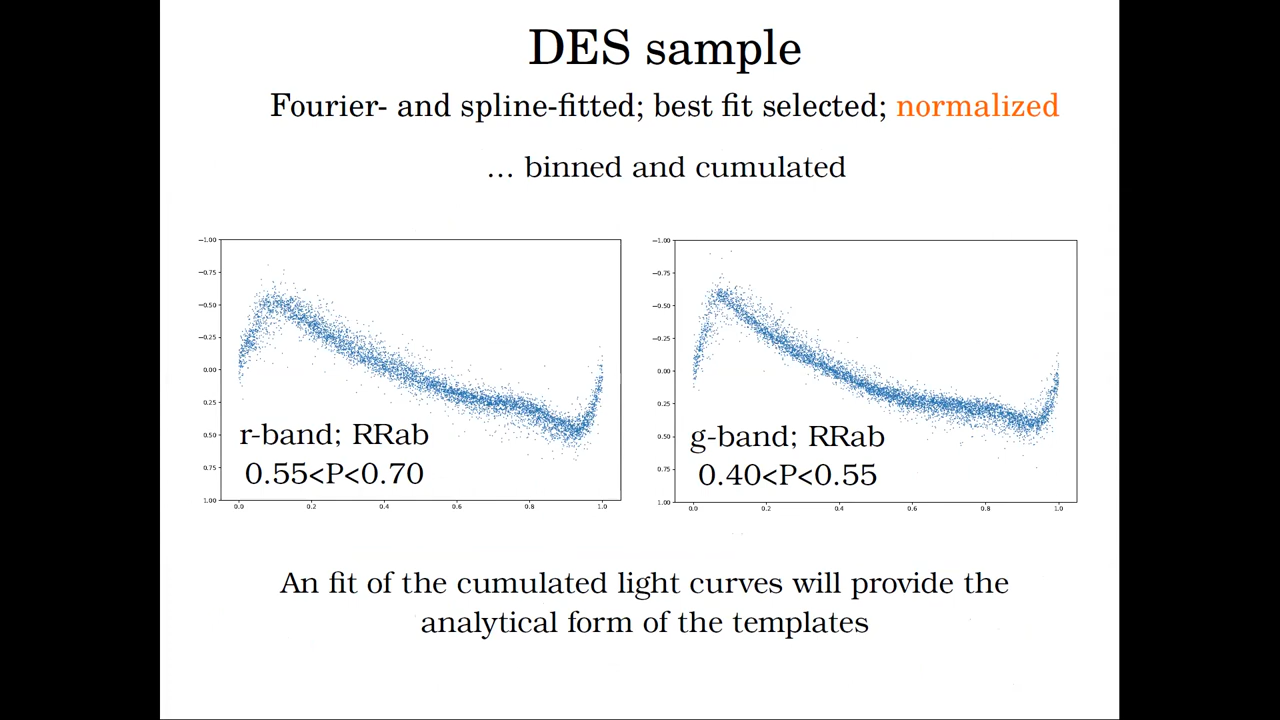 DES sample
Fourier- and spline-fitted; best fit selected; normalized
… binned and cumulated
−1.00
−0.75
−0.50
−0.25
0.00
0.25
0.50
0.75
1.00
0.0 0.2 0.4 0.6 0.8 1.0
r-band; RRab
0.55<P<0.70
−1.00
−0.75
−0.50
−0.25
0.00
0.25
0.50
0.75
1.00
0.0 0.2 0.4 0.6 0.8 1.0
g-band; RRab
0.40<P<0.55
An fit of the cumulated light curves will provide the
analytical form of the templates